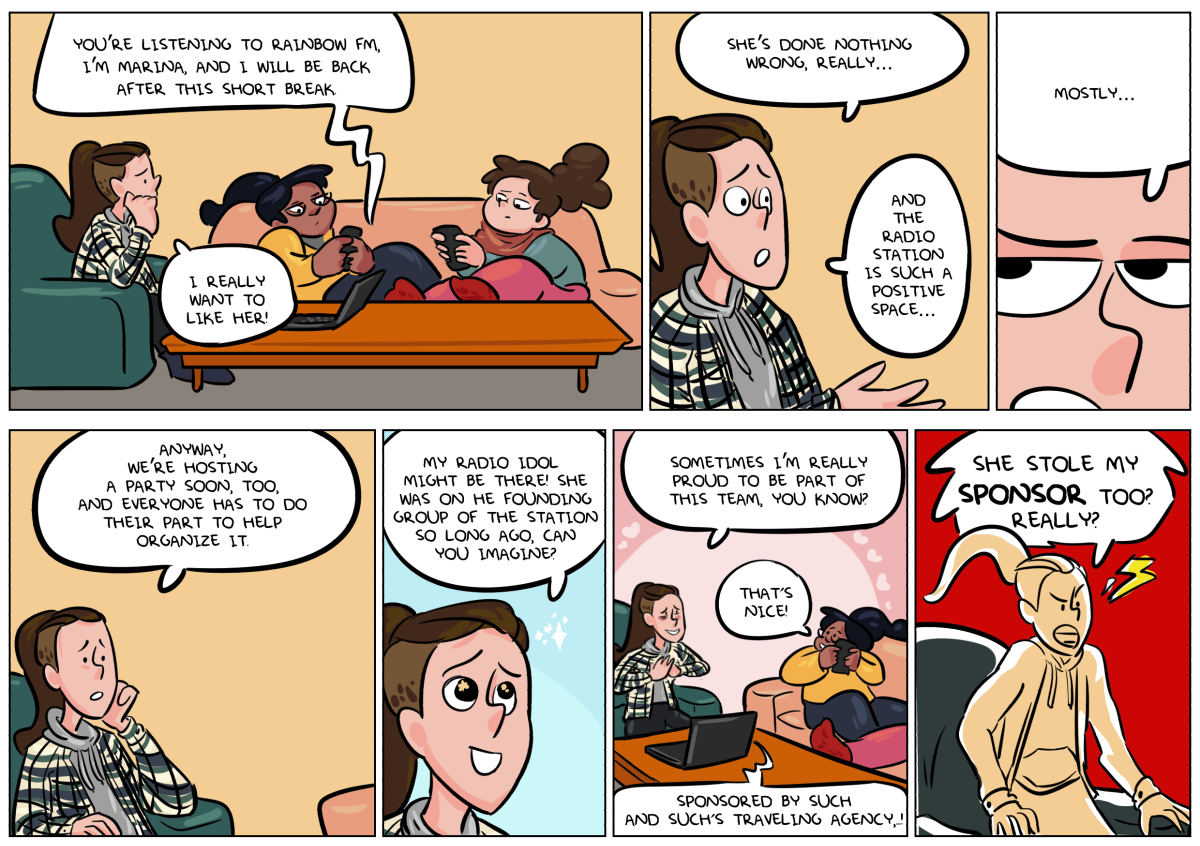 YOU'RE LISTENING TO RAINBOW FM,
I'M MARINA, AND I WILL BE BACK
AFTER THIS SHORT BREAK.
I REALLY
WANT TO
LIKE HER!
SHE'S DONE NOTHING
WRONG, REALLY...
AND
THE
RADIO
STATION
IS SUCH A
POSITIVE
SPACE...
MOSTLY...
ANYWAY,
WE'RE HOSTING
A PARTY SOON, TOO,
AND EVERYONE HAS TO DO
THEIR PART TO HELP
ORGANIZE IT.
MY RADIO IDOL
MIGHT BE THERE! SHE
WAS ON HE FOUNDING
GROUP OF THE STATION
SO LONG AGO, CAN
YOU IMAGINE?
SOMETIMES I'M REALLY
PROUD TO BE PART OF
THIS TEAM, YOU KNOW?
THAT'S
NICE!
SPONSORED BY SUCH
AND SUCH'S TRAVELING AGENCY,..!
SHE STOLE MY
SPONSOR TOO?
REALLY?